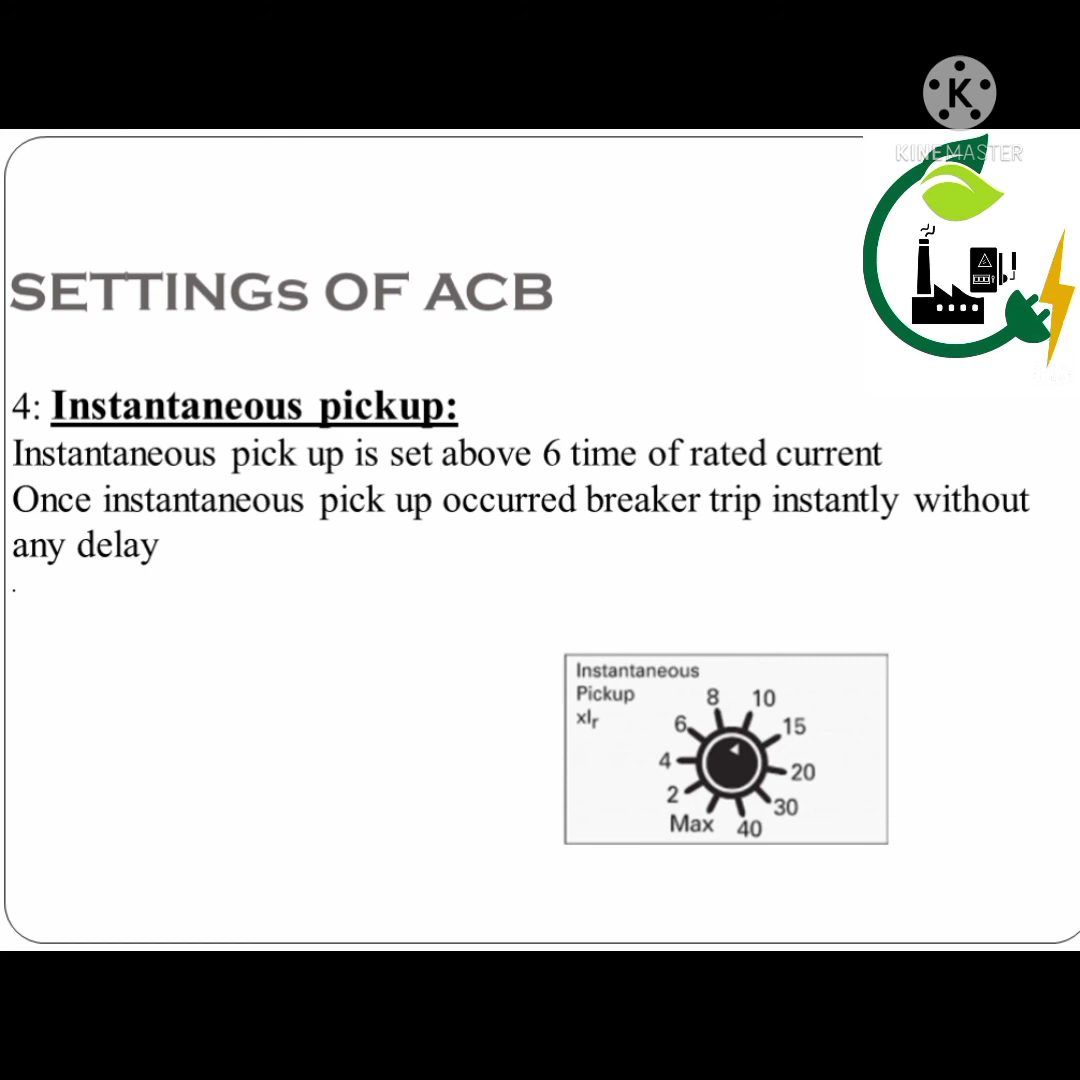 K
KINEMASTER
SETTINGs OF ACB
4: Instantaneous pickup:
Instantaneous pick up is set above 6 time of rated current
Once instantaneous pick up occurred breaker trip instantly without
any delay
.
Instantaneous
Pickup
xIr
8 10
6 15
4 20
2 30
Max 40